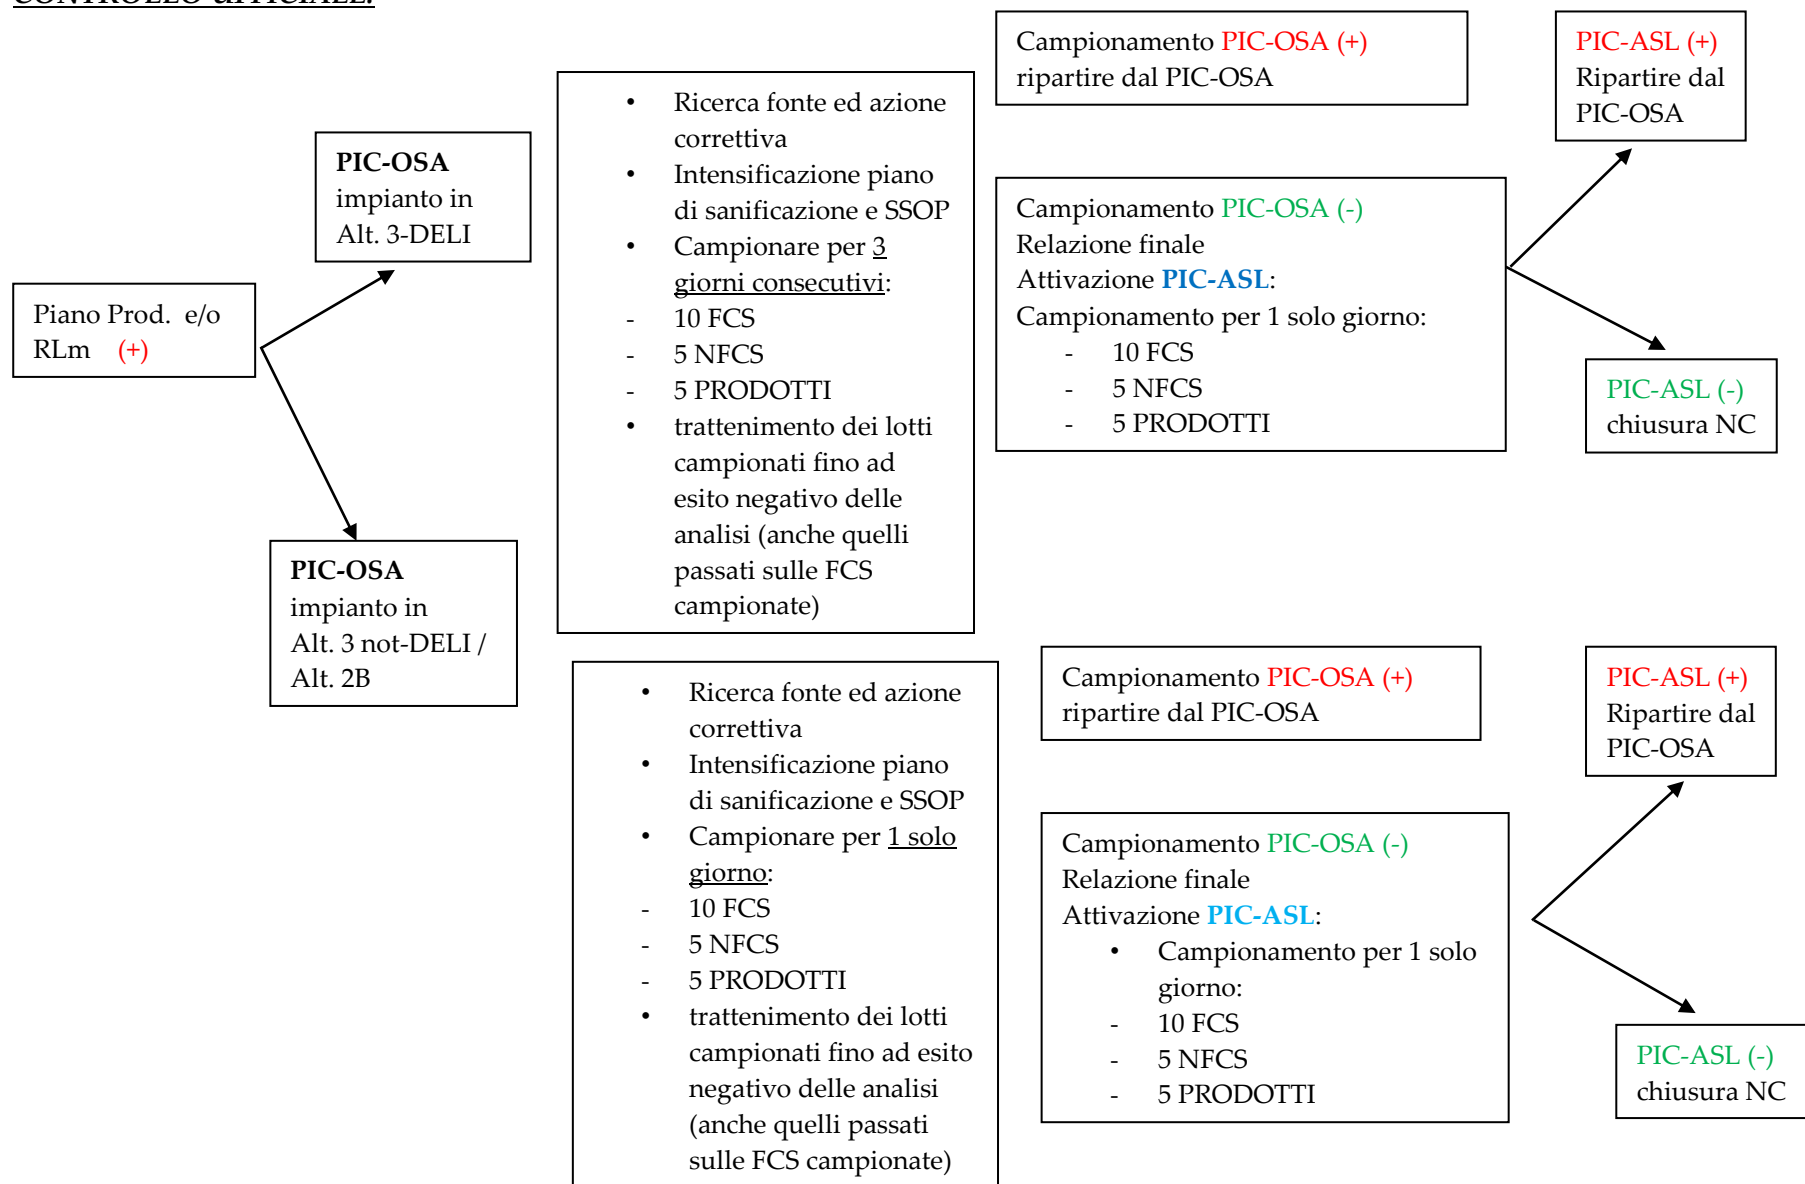 CONTROLLO ufficiale:
Piano Prod. e/o
RLm (+)
PIC-OSA
impianto in
Alt. 3-DELI
• Ricerca fonte ed azione
correttiva
• Intensificazione piano
di sanificazione e SSOP
• Campionare per 3
giorni consecutivi:
- 10 FCS
- 5 NFCS
- 5 PRODOTTI
• trattenimento dei lotti
campionati fino ad
esito negativo delle
analisi (anche quelli
passati sulle FCS
campionate)
Campionamento PIC-OSA (+)
ripartire dal PIC-OSA
Campionamento PIC-OSA (-)
Relazione finale
Attivazione PIC-ASL:
Campionamento per 1 solo giorno:
- 10 FCS
- 5 NFCS
- 5 PRODOTTI
PIC-ASL (+)
Ripartire dal
PIC-OSA
PIC-ASL (-)
chiusura NC
PIC-OSA
impianto in
Alt. 3 not-DELI /
Alt. 2B
• Ricerca fonte ed azione
correttiva
• Intensificazione piano
di sanificazione e SSOP
• Campionare per 1 solo
giorno:
- 10 FCS
- 5 NFCS
- 5 PRODOTTI
• trattenimento dei lotti
campionati fino ad esito
negativo delle analisi
(anche quelli passati
sulle FCS campionate)
Campionamento PIC-OSA (+)
ripartire dal PIC-OSA
Campionamento PIC-OSA (-)
Relazione finale
Attivazione PIC-ASL:
• Campionamento per 1 solo
giorno:
- 10 FCS
- 5 NFCS
- 5 PRODOTTI
PIC-ASL (+)
Ripartire dal
PIC-OSA
PIC-ASL (-)
chiusura NC